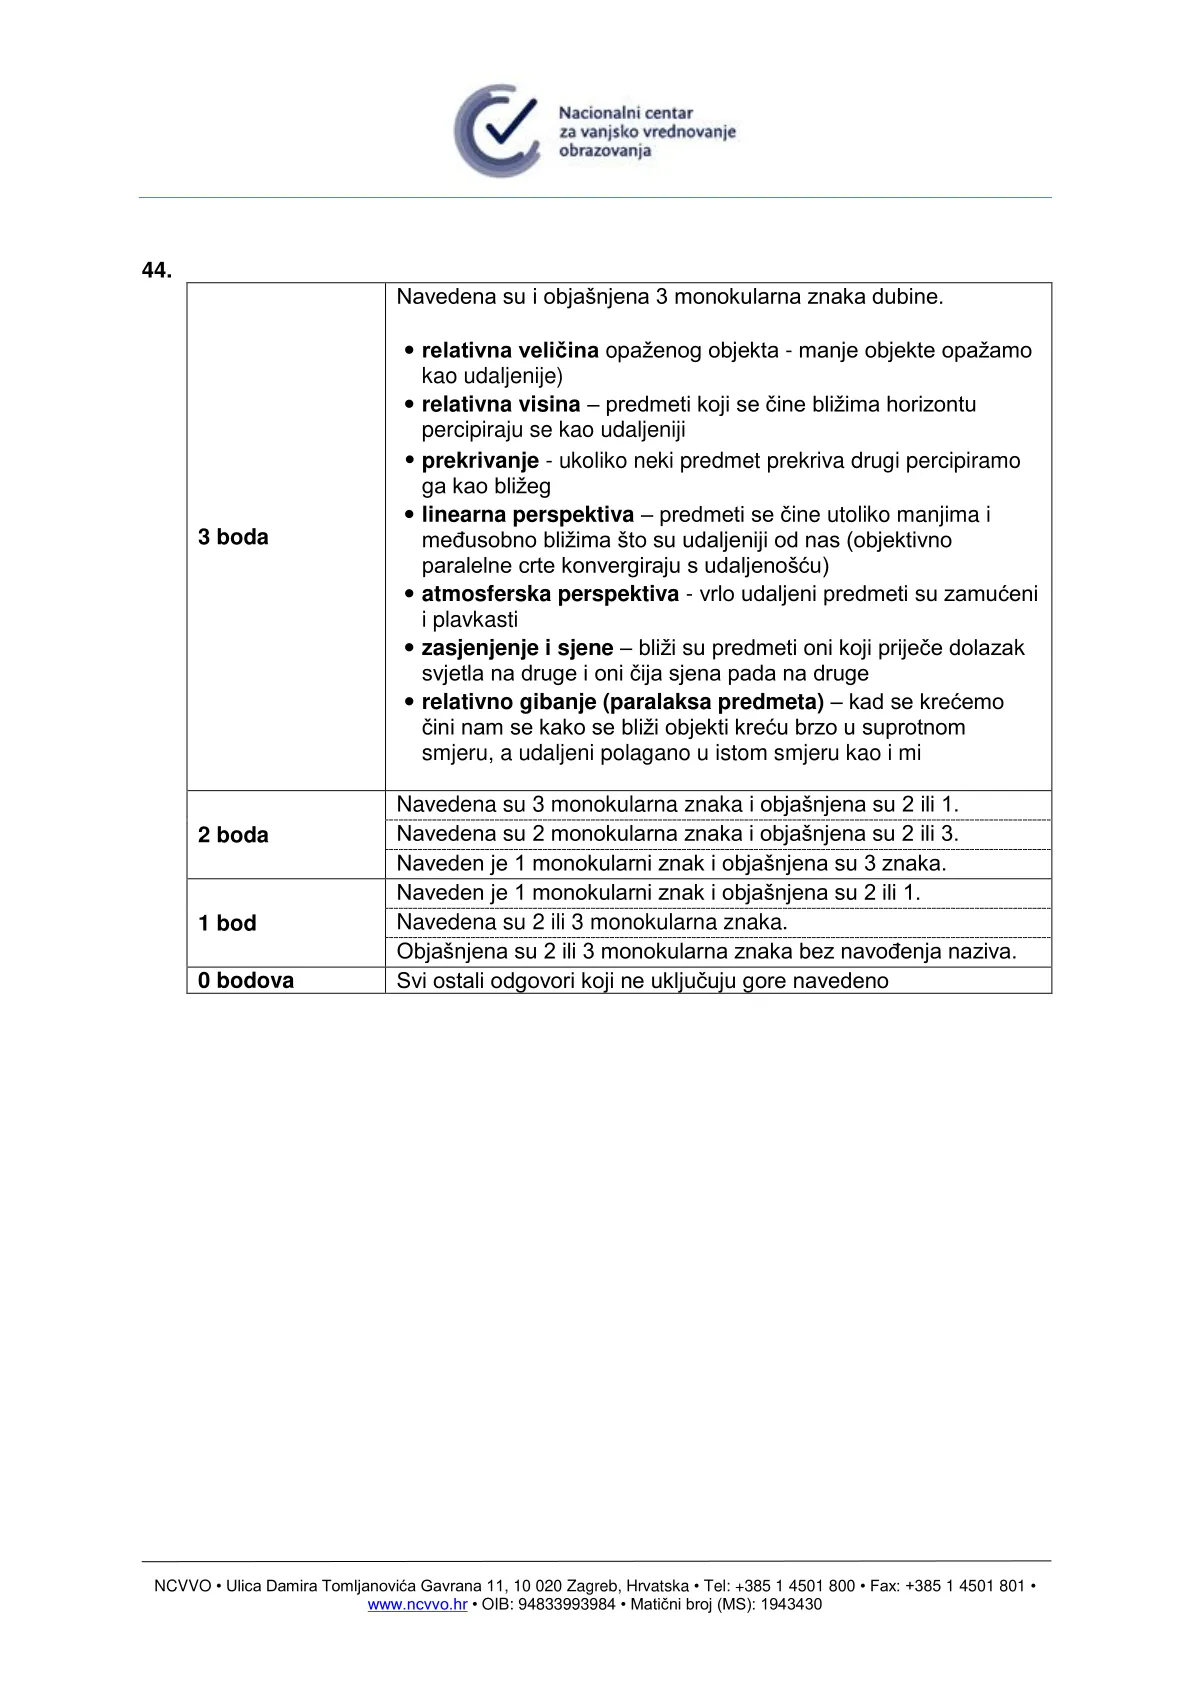 Nacionalni centar
za vanjsko vrednovanje
obrazovanja
44.
3 boda
Navedena su i objašnjena 3 monokularna znaka dubine.
• relativna veličina opaženog objekta - manje objekte opažamo
kao udaljenije)
• relativna visina – predmeti koji se čine bližima horizontu
percipiraju se kao udaljeniji
• prekrivanje - ukoliko neki predmet prekriva drugi percipiramo
ga kao bližeg
• linearna perspektiva – predmeti se čine utoliko manjima i
međusobno bližima što su udaljeniji od nas (objektivno
paralelne crte konvergiraju s udaljenošću)
• atmosferska perspektiva - vrlo udaljeni predmeti su zamućeni
i plavkasti
• zasjenjenje i sjene – bliži su predmeti oni koji priječe dolazak
svjetla na druge i oni čija sjena pada na druge
• relativno gibanje (paralaksa predmeta) – kad se krećemo
čini nam se kako se bliži objekti kreću brzo u suprotnom
smjeru, a udaljeni polagano u istom smjeru kao i mi
2 boda
Navedena su 3 monokularna znaka i objašnjena su 2 ili 1.
Navedena su 2 monokularna znaka i objašnjena su 2 ili 3.
Naveden je 1 monokularni znak i objašnjena su 3 znaka.
1 bod
Naveden je 1 monokularni znak i objašnjena su 2 ili 1.
Navedena su 2 ili 3 monokularna znaka.
Objašnjena su 2 ili 3 monokularna znaka bez navođenja naziva.
0 bodova
Svi ostali odgovori koji ne uključuju gore navedeno
NCVVO • Ulica Damira Tomljanovića Gavrana 11, 10 020 Zagreb, Hrvatska • Tel: +385 1 4501 800 • Fax: +385 1 4501 801 •
www.ncvvo.hr • OIB: 94833993984 • Matični broj (MS): 1943430